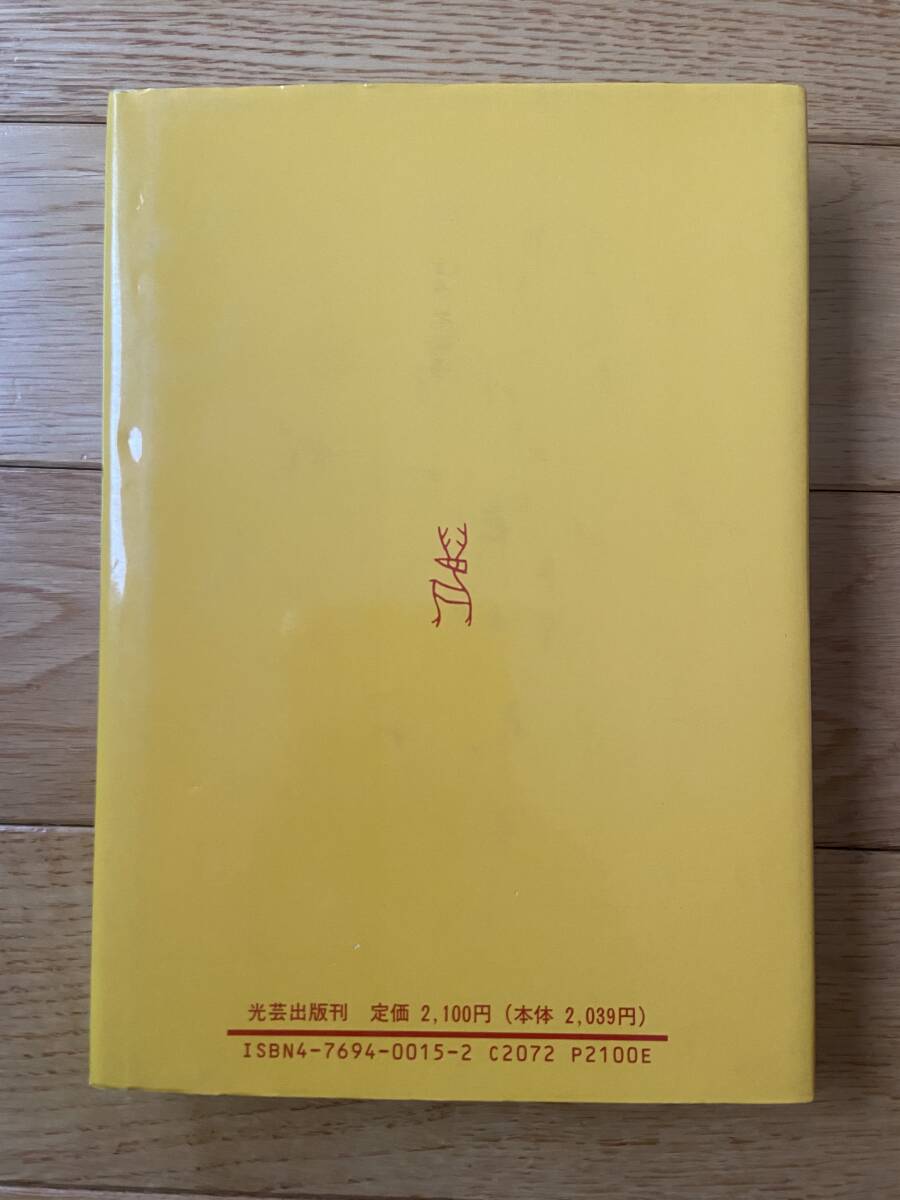 光芸出版刊 定価 2,100円 (本体 2,039円)
ISBN4-7694-0015-2 C2072 P2100E